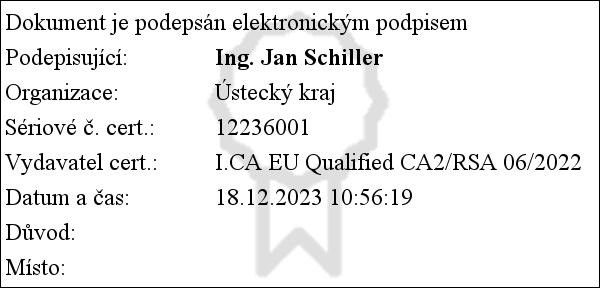 Dokument je podepsán elektronickým podpisem
Podepisující: Ing. Jan Schiller
Organizace: Ústecký kraj
Sériové č. cert.: 12236001
Vydavatel cert.: I.CA EU Qualified CA2/RSA 06/2022
Datum a čas: 18.12.2023 10:56:19
Důvod:
Místo: